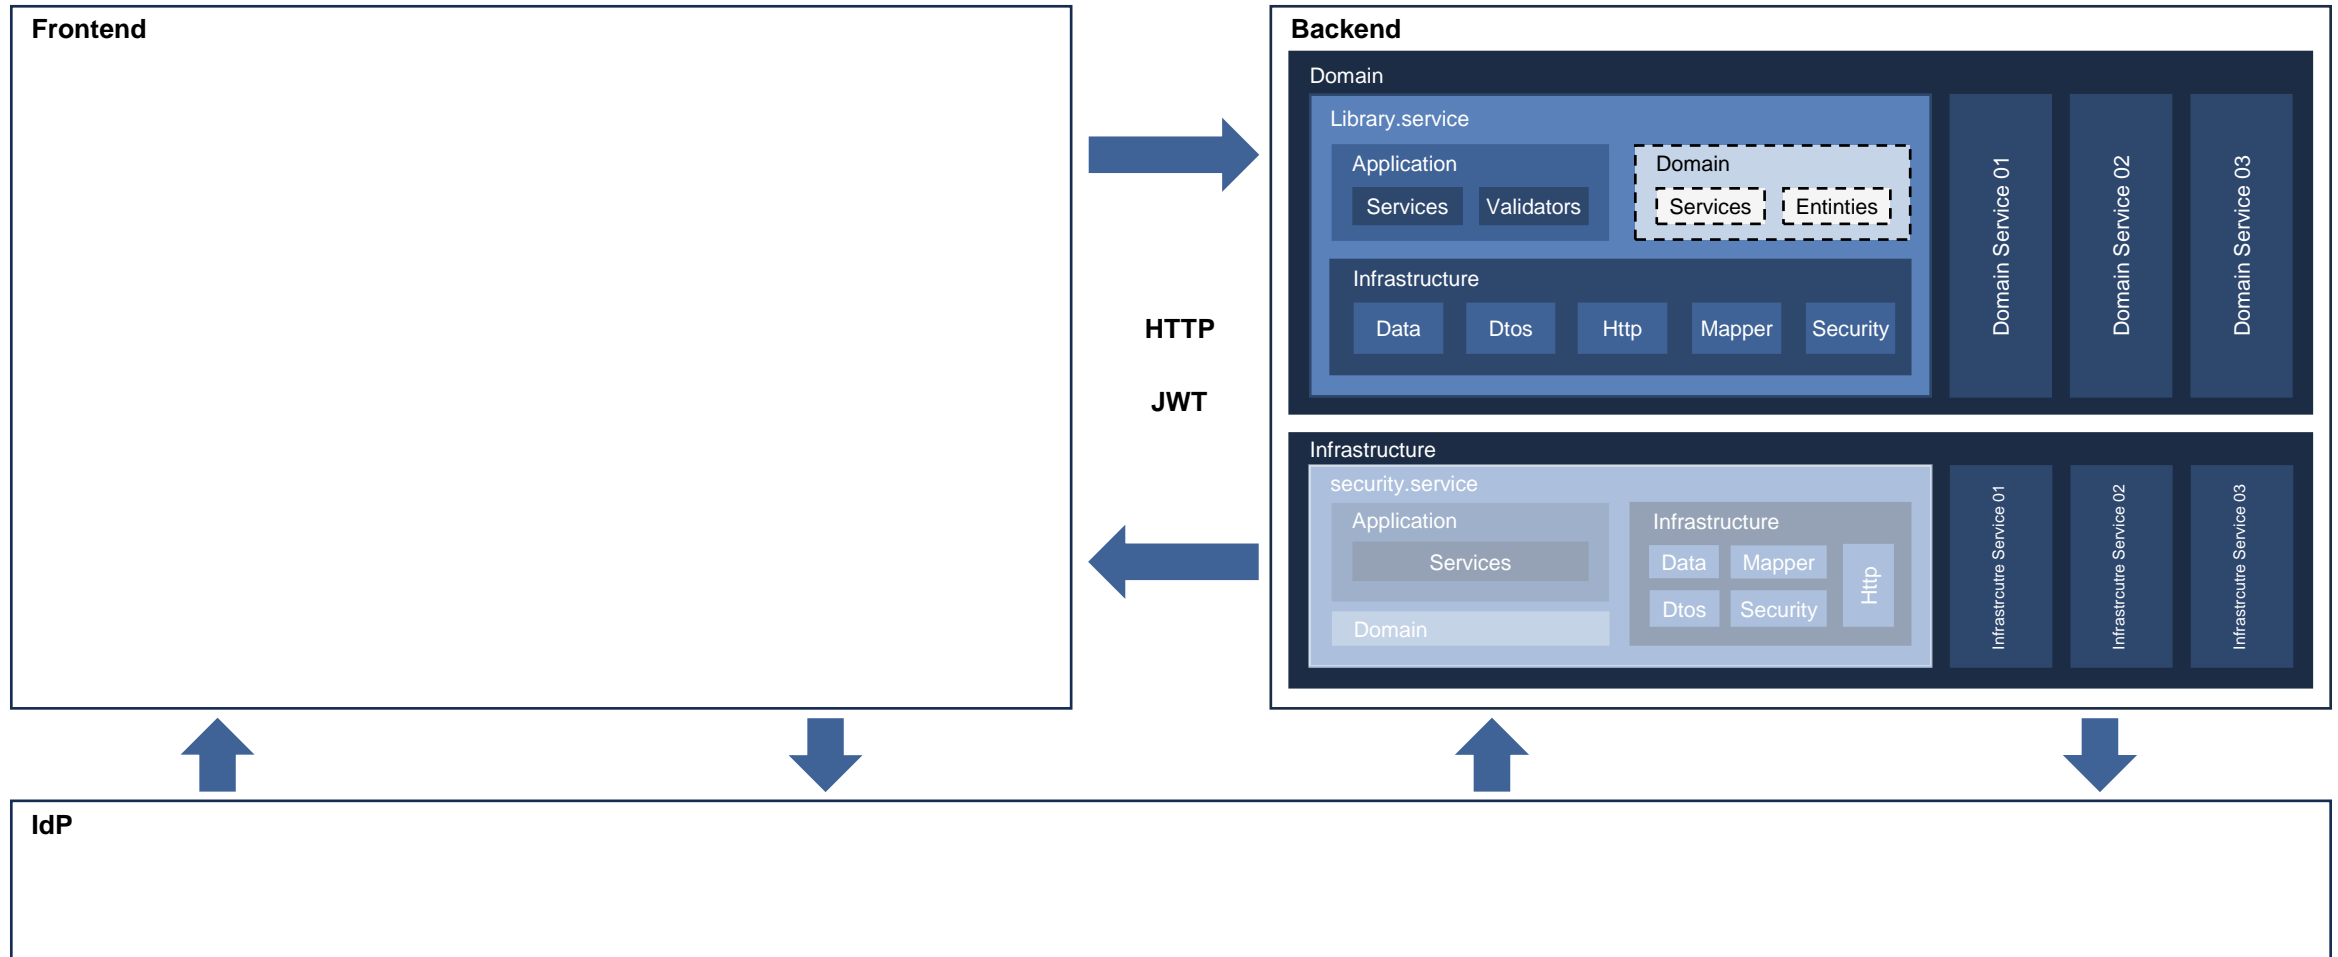 Frontend
HTTP
JWT
Backend
Domain
Library.service
Application
Services
Validators
Domain
Services
Entinties
Infrastructure
Data
Dtos
Http
Mapper
Security
Domain Service 01
Domain Service 02
Domain Service 03
Infrastructure
security.service
Application
Services
Domain
Infrastructure
Data
Mapper
Dtos
Security
Http
Infrastrcutre Service 01
Infrastrcutre Service 02
Infrastrcutre Service 03
IdP